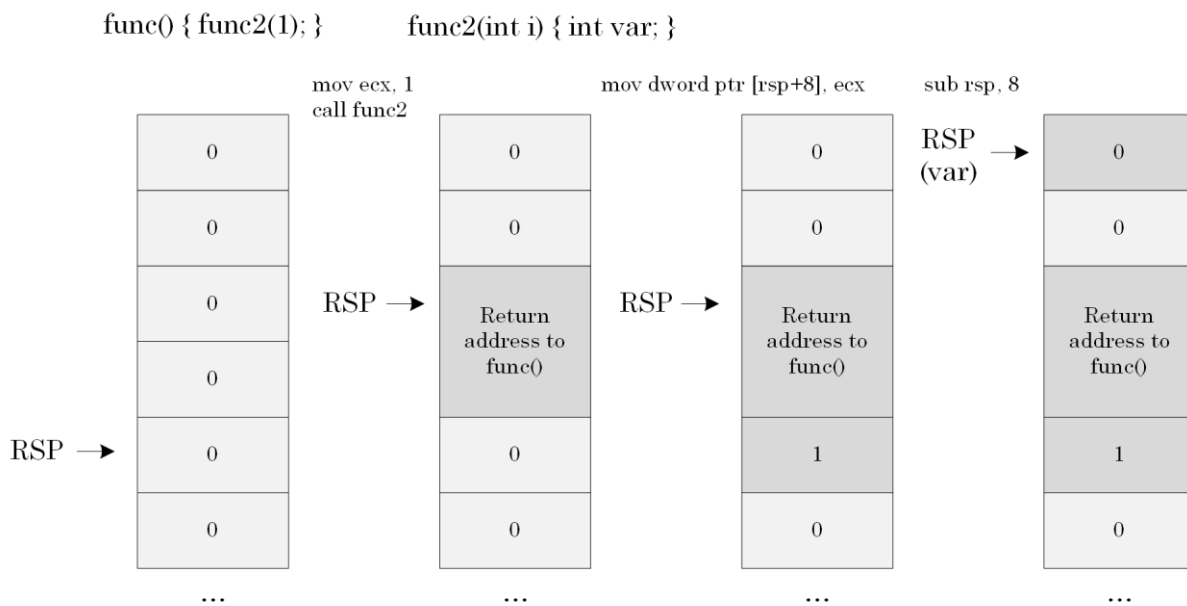 func() { func2(1); }
func2(int i) { int var; }
mov ecx, 1
call func2
mov dword ptr [rsp+8], ecx
sub rsp, 8
0
0
0
0
RSP
(var)
0
0
0
0
0
RSP
Return
address to
func()
RSP
Return
address to
func()
Return
address to
func()
0
RSP
0
0
1
1
0
0
0
0
...
...
...
...